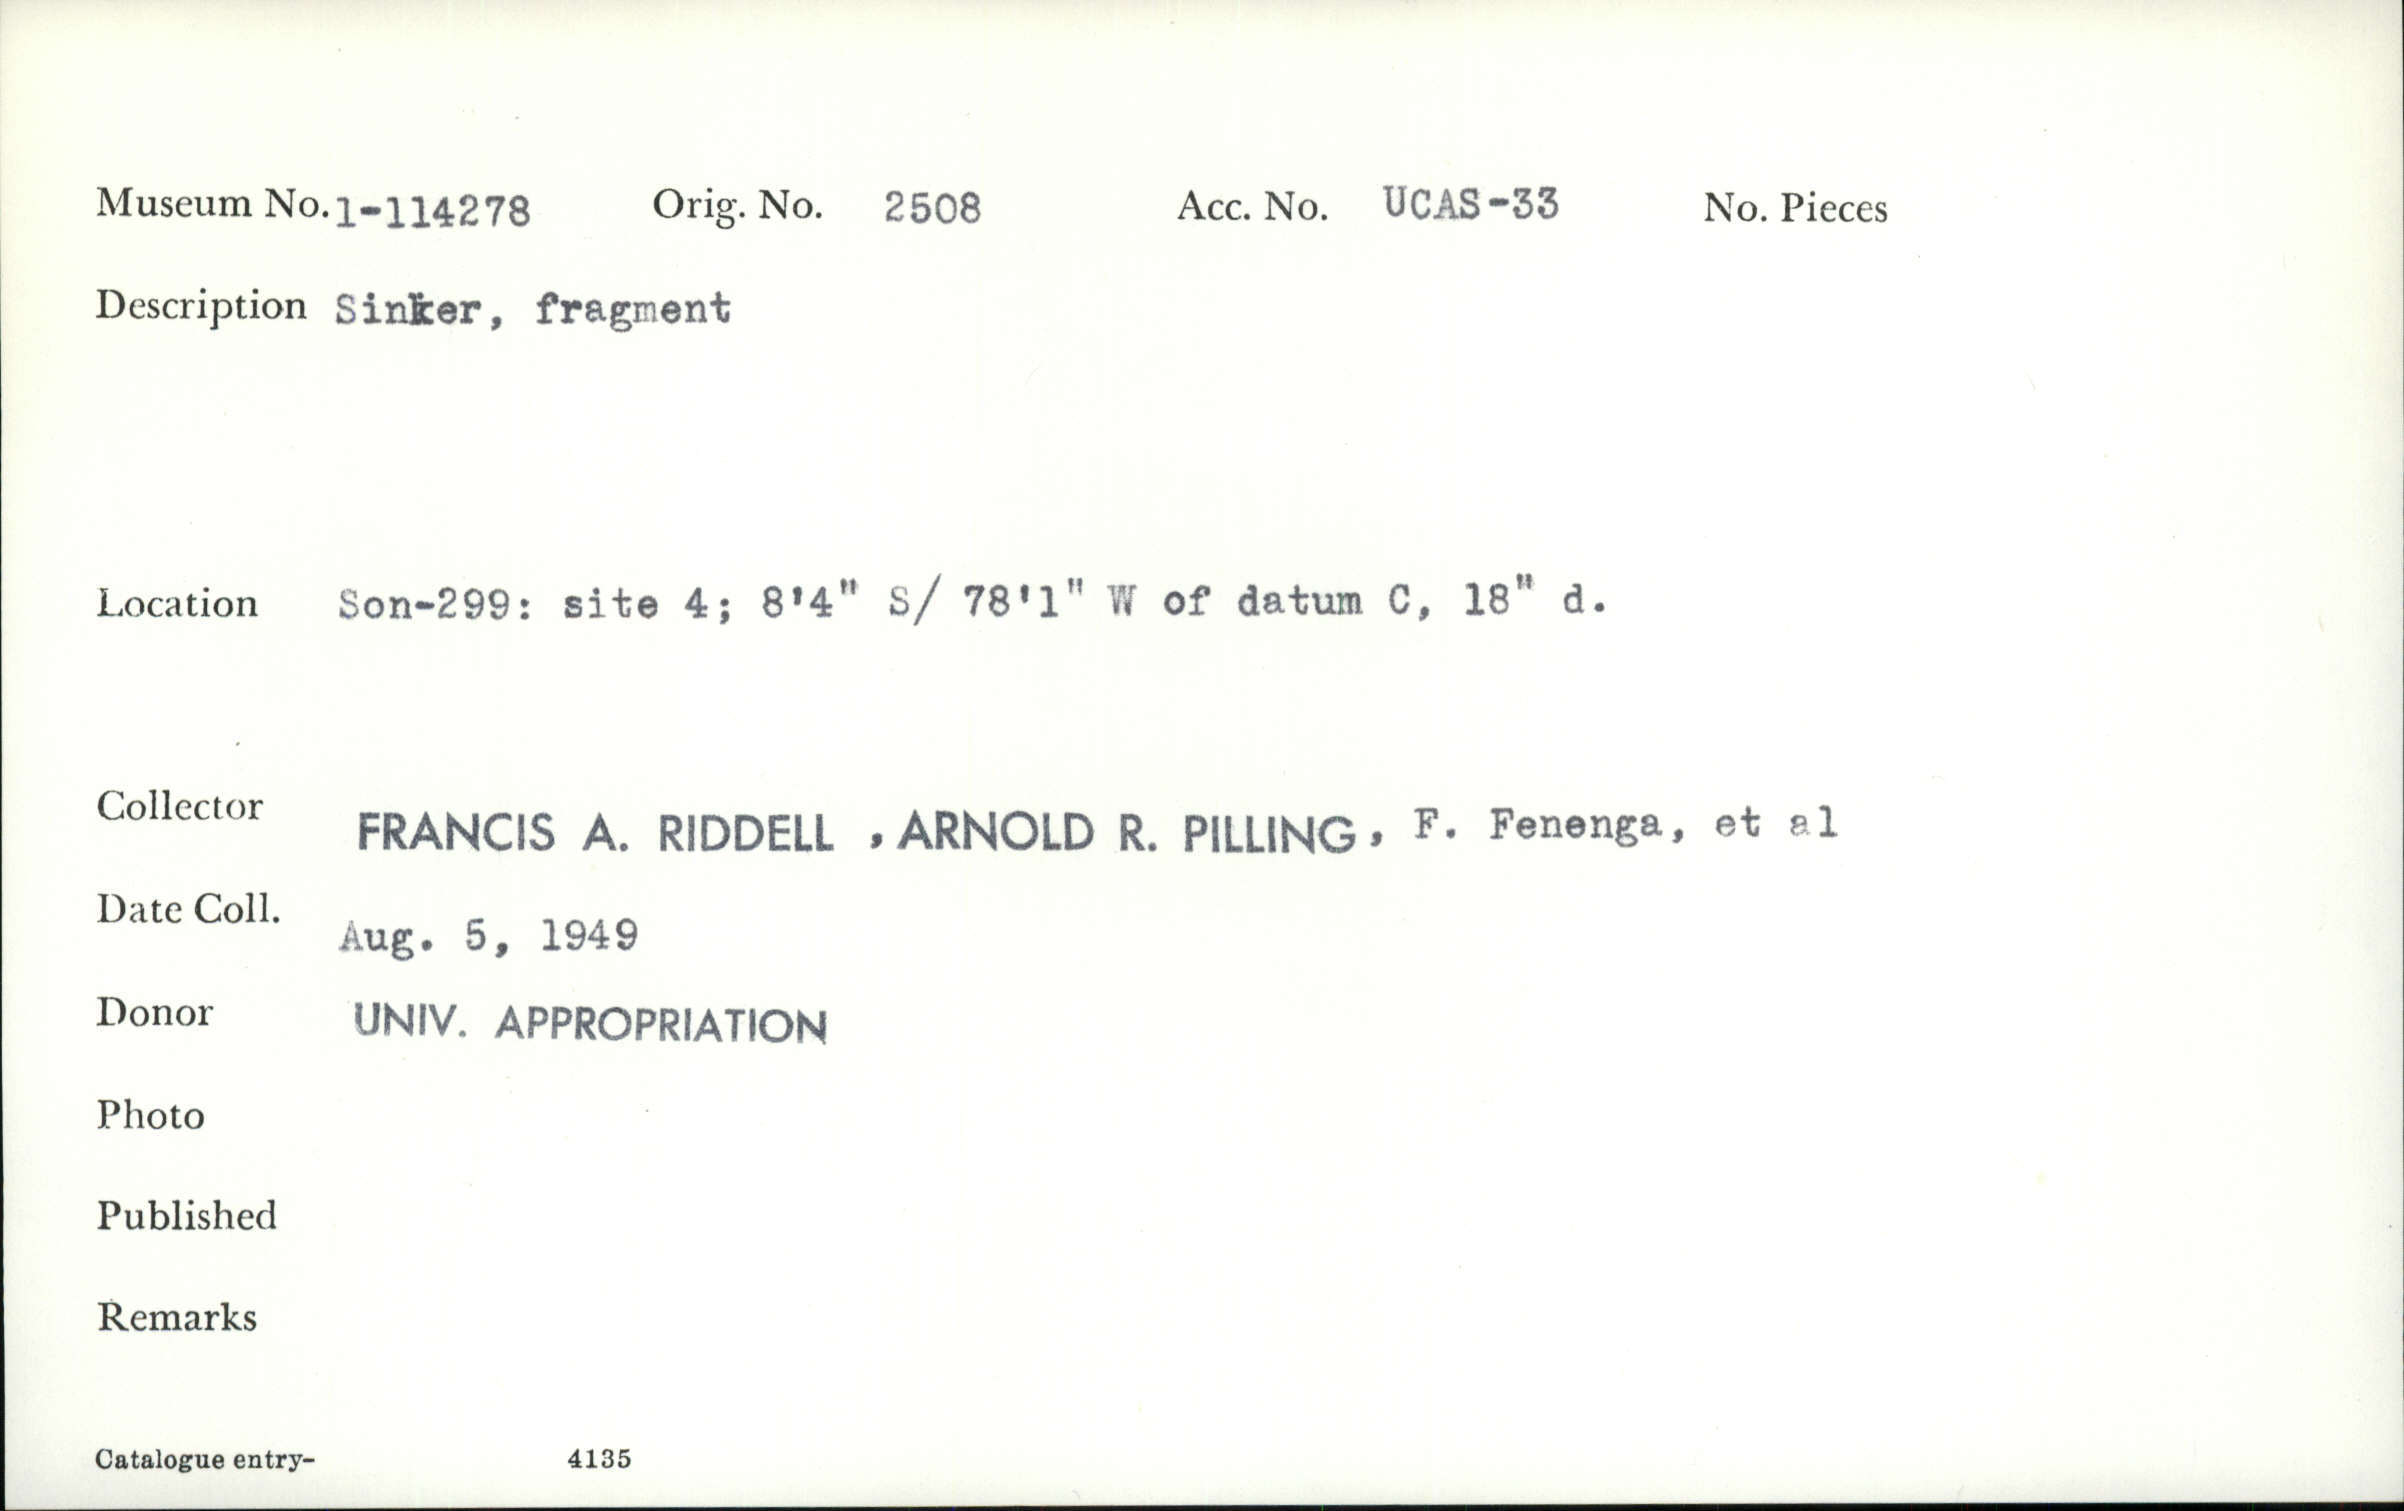 Museum No. 1-114278 Orig. No. 2508 Acc. No. UCAS-33 No. Pieces
Description Sinker, fragment
Location Son-299: site 4; 8'4" S/ 78'1" W of datum C, 18" d.
Collector FRANCIS A. RIDDELL , ARNOLD R. PILLING, F. Fenenga, et al
Date Coll. Aug. 5, 1949
Donor UNIV. APPROPRIATION
Photo
Published
Remarks
Catalogue entry- 4135